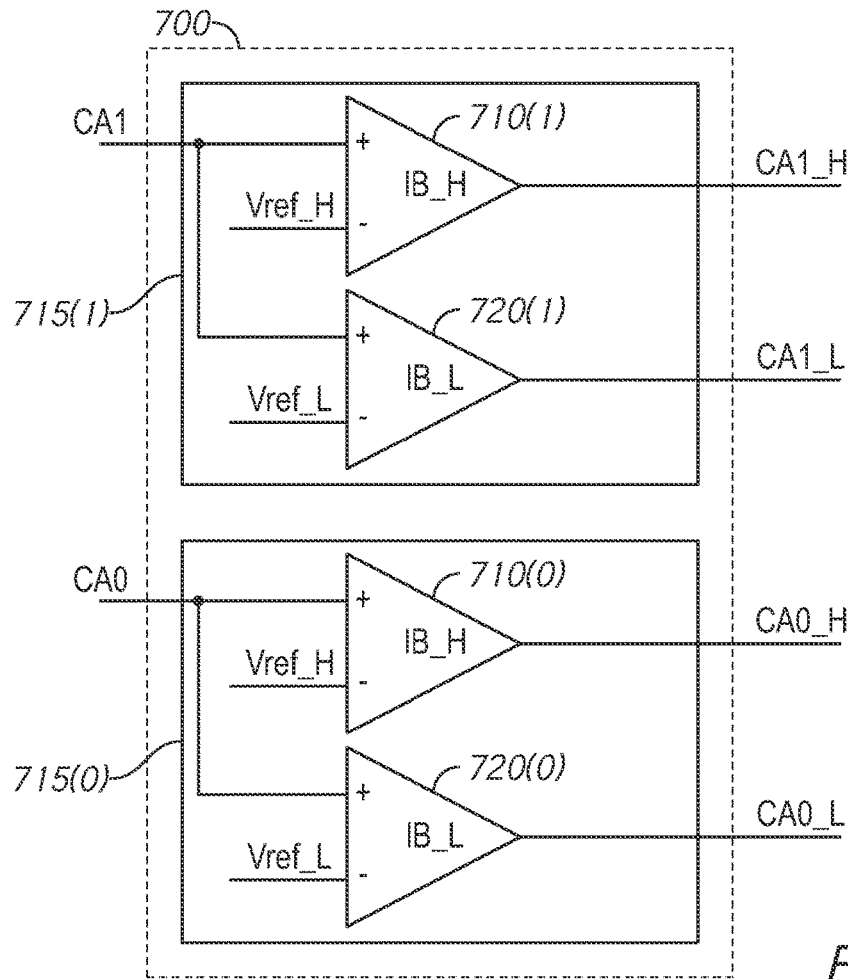 700
CA1
710(1)
+
IB_H
CA1_H
Vref_H
-
715(1)
720(1)
+
IB_L
CA1_L
Vref_L
-
CA0
710(0)
+
IB_H
CA0_H
Vref_H
-
715(0)
720(0)
+
IB_L
CA0_L
Vref_L
-